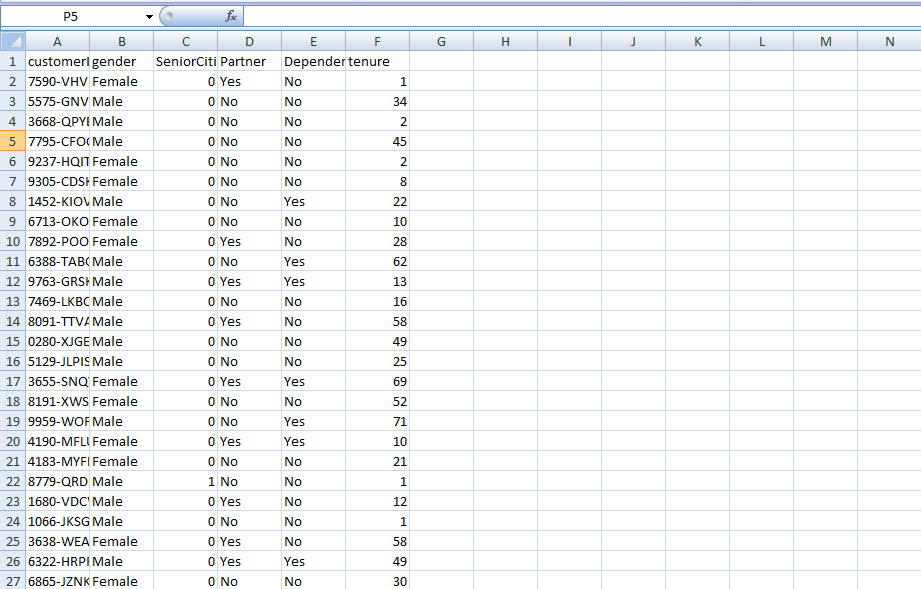 P5 fx
A B C D E F G H I J K L M N
1 customerI gender SeniorCiti Partner Depender tenure
2 7590-VHV Female 0 Yes No 1
3 5575-GNV Male 0 No No 34
4 3668-QPYI Male 0 No No 2
5 7795-CFO Male 0 No No 45
6 9237-HQIT Female 0 No No 2
7 9305-CDSK Female 0 No No 8
8 1452-KIOV Male 0 No Yes 22
9 6713-OKO Female 0 No No 10
10 7892-POO Female 0 Yes No 28
11 6388-TAB Male 0 No Yes 62
12 9763-GRSK Male 0 Yes Yes 13
13 7469-LKBC Male 0 No No 16
14 8091-TTVA Male 0 Yes No 58
15 0280-XJGE Male 0 No No 49
16 5129-JLPIS Male 0 No No 25
17 3655-SNQ Female 0 Yes Yes 69
18 8191-XWS Female 0 No No 52
19 9959-WOF Male 0 No Yes 71
20 4190-MFLU Female 0 Yes Yes 10
21 4183-MYFI Female 0 No No 21
22 8779-QRD Male 1 No No 1
23 1680-VDC Male 0 Yes No 12
24 1066-JKSG Male 0 No No 1
25 3638-WEA Female 0 Yes No 58
26 6322-HRPF Male 0 Yes Yes 49
27 6865-JZNK Female 0 No No 30